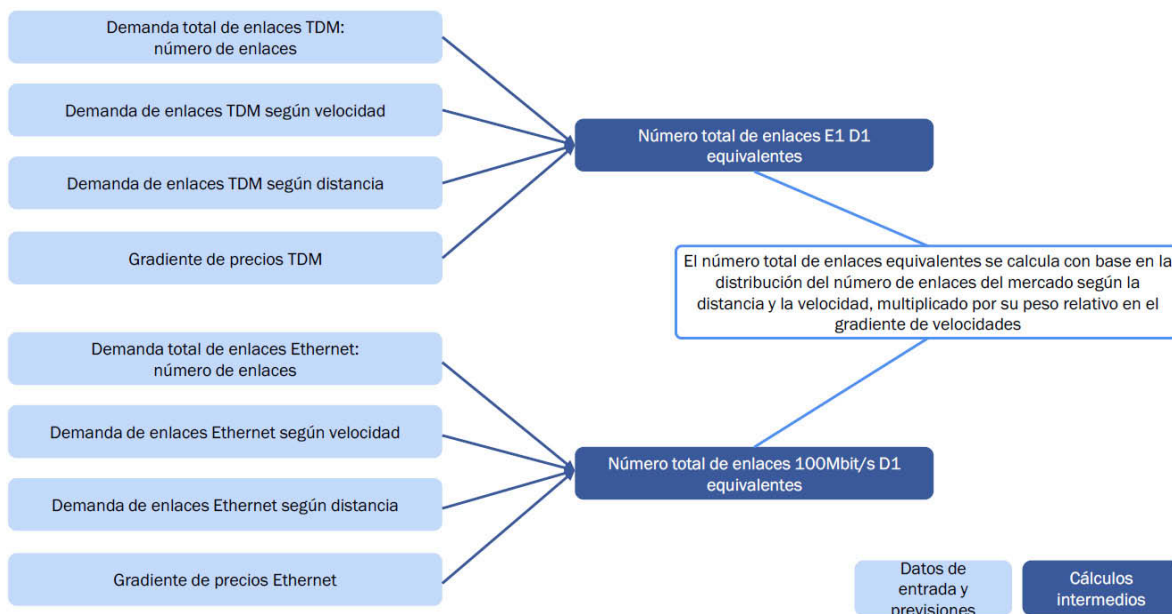 Demanda total de enlaces TDM:
número de enlaces
Demanda de enlaces TDM según velocidad
Demanda de enlaces TDM según distancia
Gradiente de precios TDM
Número total de enlaces E1 D1
equivalentes
El número total de enlaces equivalentes se calcula con base en la
distribución del número de enlaces del mercado según la
distancia y la velocidad, multiplicado por su peso relativo en el
gradiente de velocidades
Demanda total de enlaces Ethernet:
número de enlaces
Demanda de enlaces Ethernet según velocidad
Demanda de enlaces Ethernet según distancia
Gradiente de precios Ethernet
Número total de enlaces 100Mbit/s D1
equivalentes
Datos de
entrada y
previsiones
Cálculos
intermedios